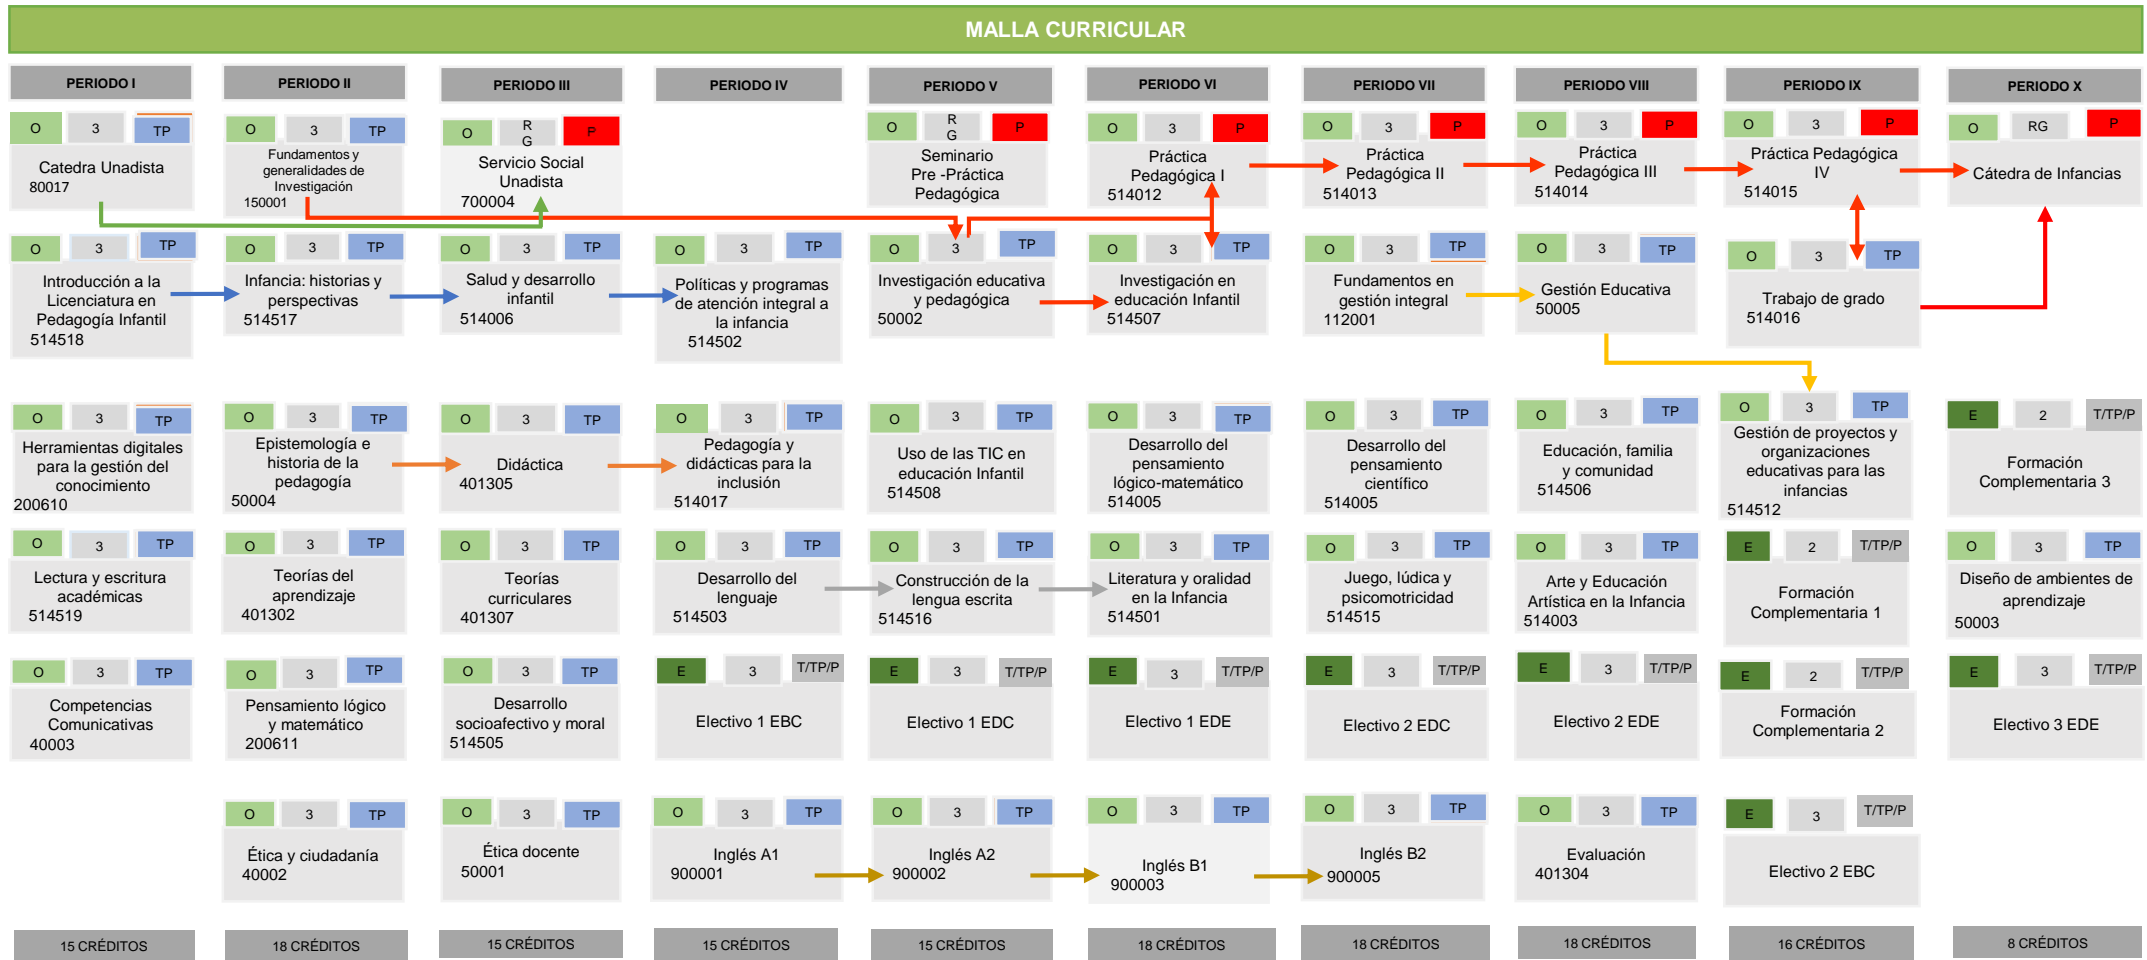 MALLA CURRICULAR
PERIODO I
PERIODO II
PERIODO III
PERIODO IV
PERIODO V
PERIODO VI
PERIODO VII
PERIODO VIII
PERIODO IX
PERIODO X
O 3 TP
Catedra Unadista
80017
O 3 TP
Fundamentos y
generalidades de
Investigación
150001
O R
G P
Servicio Social
Unadista
700004
O R
G P
Seminario
Pre -Práctica
Pedagógica
O 3 P
Práctica
Pedagógica I
514012
O 3 P
Práctica
Pedagógica II
514013
O 3 P
Práctica
Pedagógica III
514014
O 3 P
Práctica Pedagógica
IV
514015
O RG P
Cátedra de Infancias
O 3 TP
Introducción a la
Licenciatura en
Pedagogía Infantil
514518
O 3 TP
Infancia: historias y
perspectivas
514517
O 3 TP
Salud y desarrollo
infantil
514006
O 3 TP
Políticas y programas
de atención integral a
la infancia
514502
O 3 TP
Investigación educativa
y pedagógica
50002
O 3 TP
Investigación en
educación Infantil
514507
O 3 TP
Fundamentos en
gestión integral
112001
O 3 TP
Gestión Educativa
50005
O 3 TP
Trabajo de grado
514016
O 3 TP
Herramientas digitales
para la gestión del
conocimiento
200610
O 3 TP
Epistemología e
historia de la
pedagogía
50004
O 3 TP
Didáctica
401305
O 3 TP
Pedagogía y
didácticas para la
inclusión
514017
O 3 TP
Uso de las TIC en
educación Infantil
514508
O 3 TP
Desarrollo del
pensamiento
lógico-matemático
514005
O 3 TP
Desarrollo del
pensamiento
científico
514005
O 3 TP
Educación, familia
y comunidad
514506
O 3 TP
Gestión de proyectos y
organizaciones
educativas para las
infancias
514512
E 2 T/TP/P
Formación
Complementaria 3
O 3 TP
Lectura y escritura
académicas
514519
O 3 TP
Teorías del
aprendizaje
401302
O 3 TP
Teorías
curriculares
401307
O 3 TP
Desarrollo del
lenguaje
514503
O 3 TP
Construcción de la
lengua escrita
514516
O 3 TP
Literatura y oralidad
en la Infancia
514501
O 3 TP
Juego, lúdica y
psicomotricidad
514515
O 3 TP
Arte y Educación
Artística en la Infancia
514003
E 2 T/TP/P
Formación
Complementaria 1
O 3 TP
Diseño de ambientes de
aprendizaje
50003
O 3 TP
Competencias
Comunicativas
40003
O 3 TP
Pensamiento lógico
y matemático
200611
O 3 TP
Desarrollo
socioafectivo y moral
514505
E 3 T/TP/P
Electivo 1 EBC
E 3 T/TP/P
Electivo 1 EDC
E 3 T/TP/P
Electivo 1 EDE
E 3 T/TP/P
Electivo 2 EDC
E 3 T/TP/P
Electivo 2 EDE
E 2 T/TP/P
Formación
Complementaria 2
E 3 T/TP/P
Electivo 3 EDE
O 3 TP
Ética y ciudadanía
40002
O 3 TP
Ética docente
50001
O 3 TP
Inglés A1
900001
O 3 TP
Inglés A2
900002
O 3 TP
Inglés B1
900003
O 3 TP
Inglés B2
900005
O 3 TP
Evaluación
401304
E 3 T/TP/P
Electivo 2 EBC
15 CRÉDITOS
18 CRÉDITOS
15 CRÉDITOS
15 CRÉDITOS
15 CRÉDITOS
18 CRÉDITOS
18 CRÉDITOS
18 CRÉDITOS
16 CRÉDITOS
8 CRÉDITOS